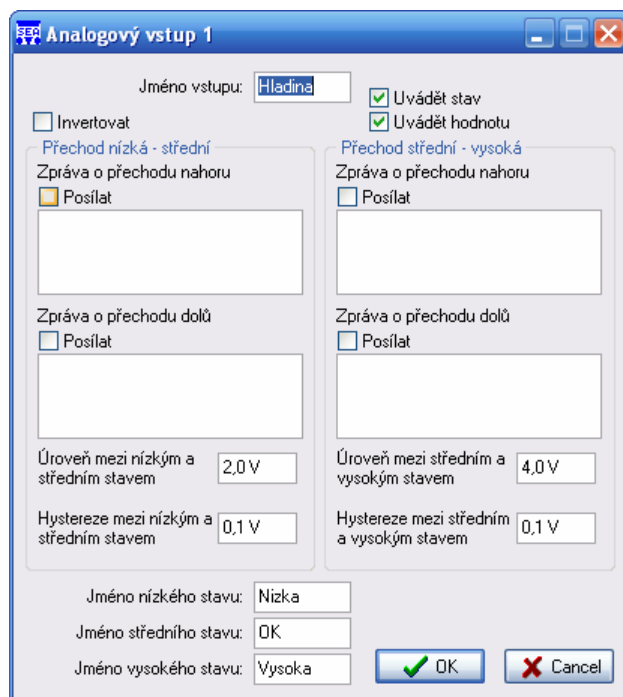 SEA Analogový vstup 1
Jméno vstupu: Hladina
Uvádět stav
Invertovat
Uvádět hodnotu
Přechod nízká - střední
Zpráva o přechodu nahoru
Posílat
Zpráva o přechodu dolů
Posílat
Úroveň mezi nízkým a
středním stavem
2,0 V
Hystereze mezi nízkým a
středním stavem
0,1 V
Přechod střední - vysoká
Zpráva o přechodu nahoru
Posílat
Zpráva o přechodu dolů
Posílat
Úroveň mezi středním a
vysokým stavem
4,0 V
Hystereze mezi středním
a vysokým stavem
0,1 V
Jméno nízkého stavu: Nizka
Jméno středního stavu: OK
Jméno vysokého stavu: Vysoka
OK
Cancel